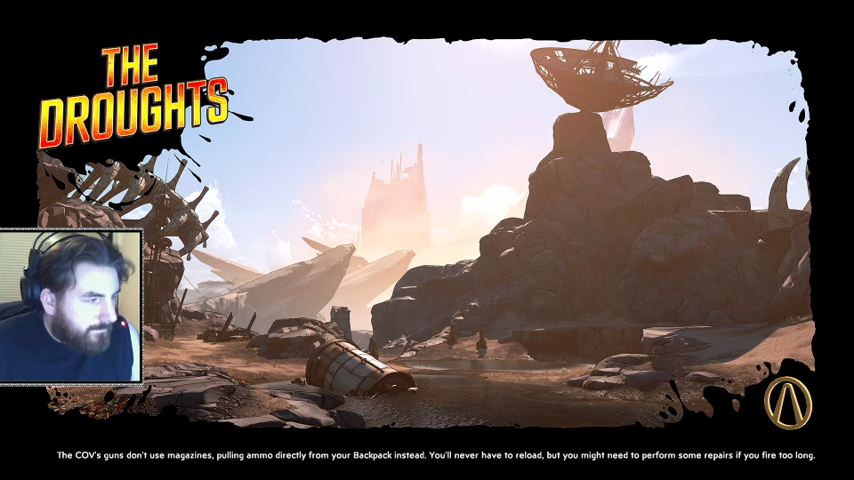 THE
DROUGHTS
The COV's guns don't use magazines, pulling ammo directly from your Backpack instead. You'll never have to reload, but you might need to perform some repairs if you fire too long.